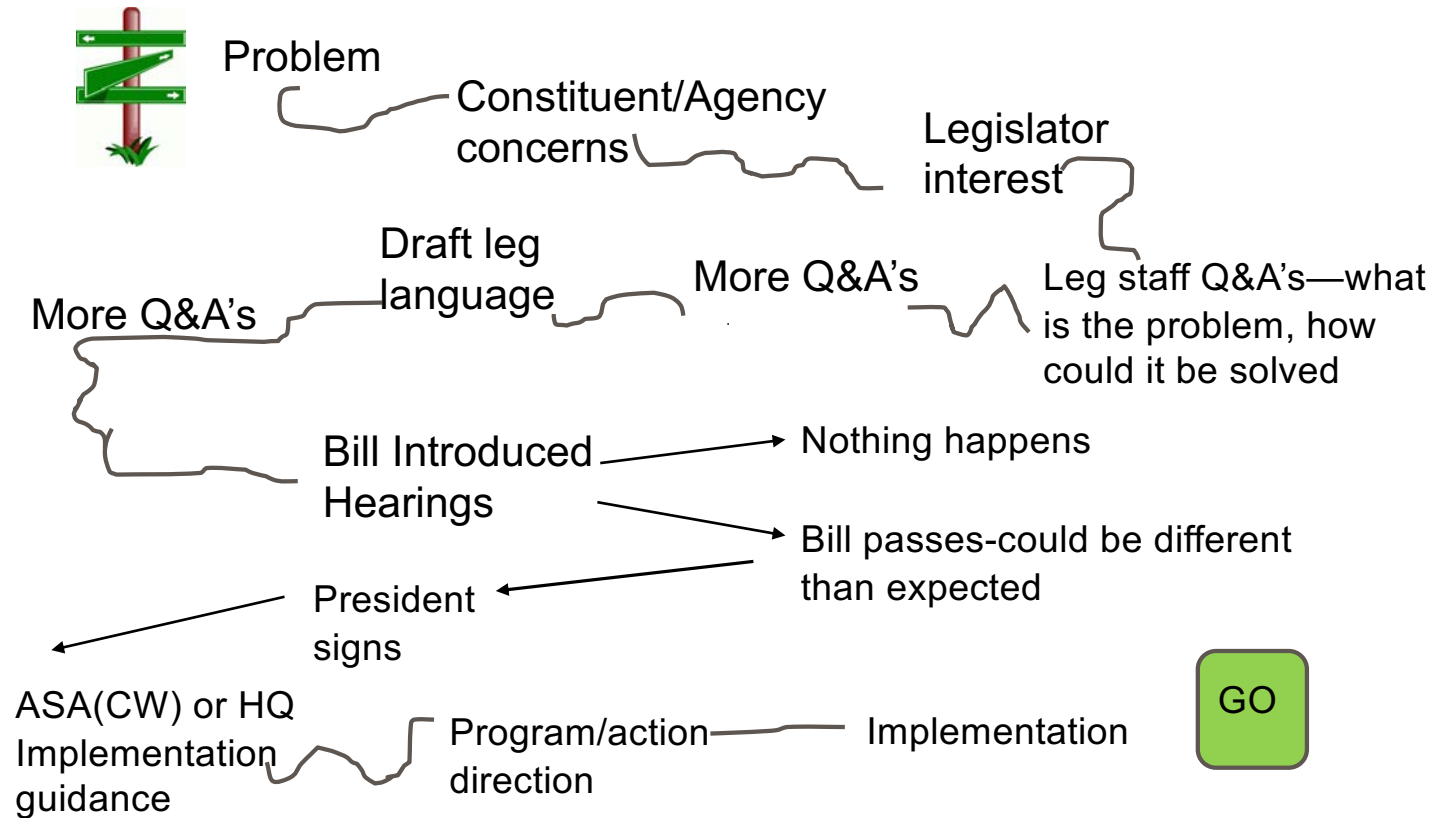 Problem
Constituent/Agency
concerns
Legislator
interest
Leg staff Q&A’s—what
is the problem, how
could it be solved
More Q&A’s
Draft leg
language
More Q&A’s
Bill Introduced
Hearings
Nothing happens
Bill passes-could be different
than expected
President
signs
ASA(CW) or HQ
Implementation
guidance
Program/action
direction
Implementation
GO